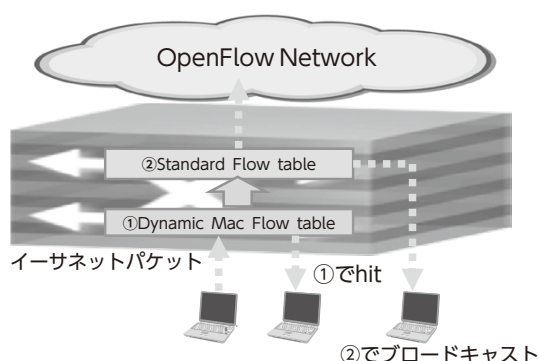 OpenFlow Network
②Standard Flow table
①Dynamic Mac Flow table
イーサネットパケット
①でhit
②でブロードキャスト